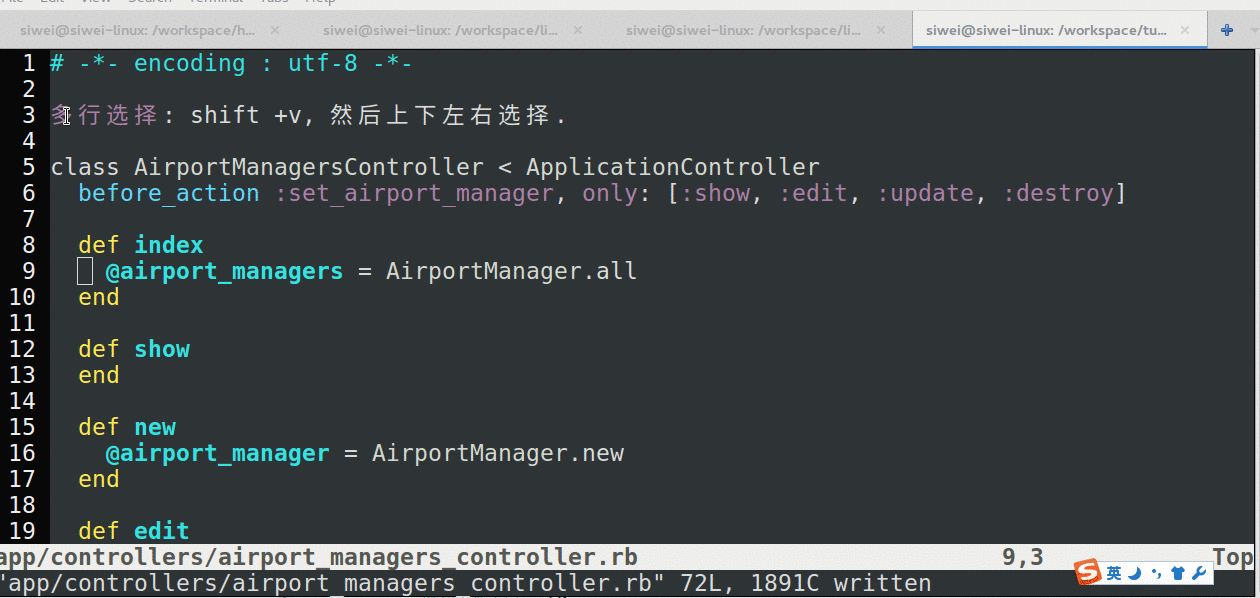 siwei@siwei-linux: /workspace/h... siwei@siwei-linux: /workspace/li... siwei@siwei-linux: /workspace/li... siwei@siwei-linux: /workspace/tu...
1 # -*- encoding : utf-8 -*-
2
3 多行选择: shift +v, 然后上下左右选择.
4
5 class AirportManagersController < ApplicationController
6 before_action :set_airport_manager, only: [:show, :edit, :update, :destroy]
7
8 def index
9 @airport_managers = AirportManager.all
10 end
11
12 def show
13 end
14
15 def new
16 @airport_manager = AirportManager.new
17 end
18
19 def edit
app/controllers/airport_managers_controller.rb 9,3 Top
"app/controllers/airport_managers_controller.rb" 72L, 1891C written
S 英